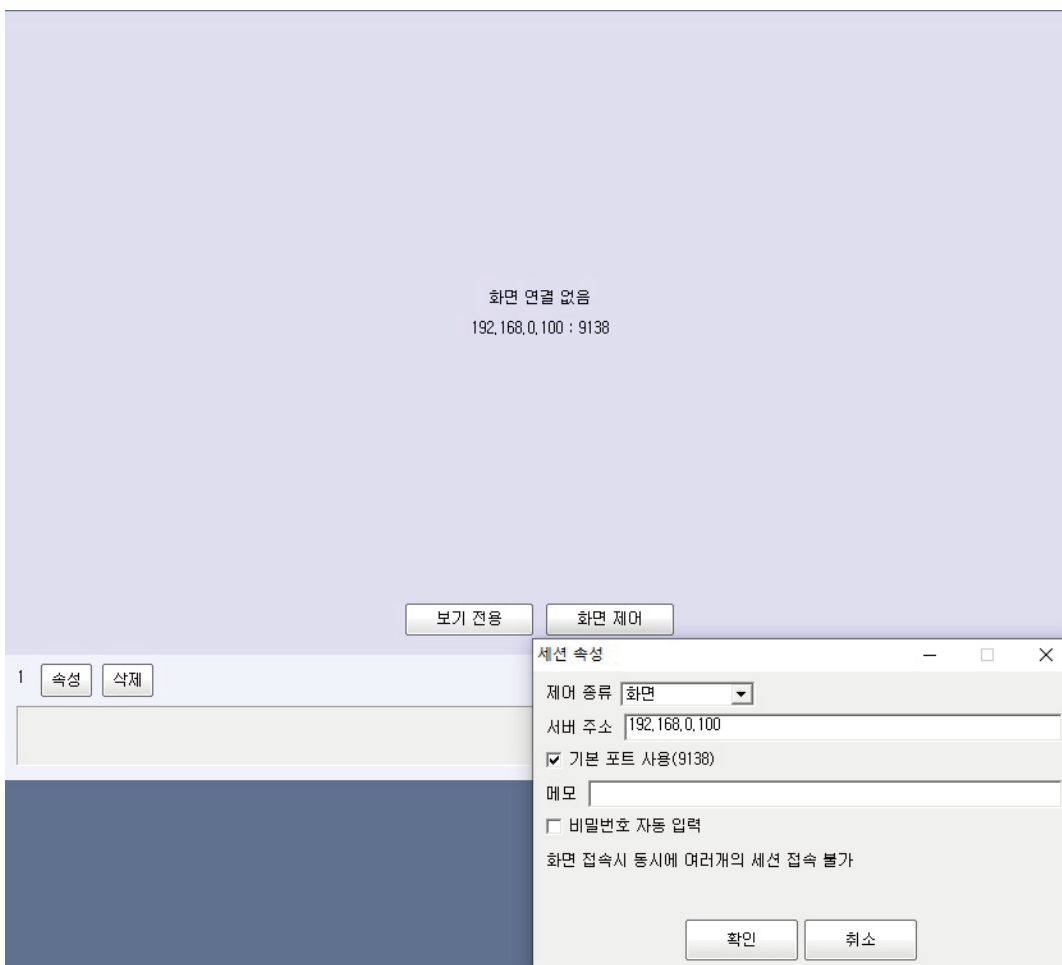 화면 연결 없음
192,168,0,100 : 9138
보기 전용 화면 제어
1 속성 삭제
세션 속성
제어 종류 화면
서버 주소 192,168,0,100
기본 포트 사용(9138)
메모
비밀번호 자동 입력
화면 접속시 동시에 여러개의 세션 접속 불가
확인 취소